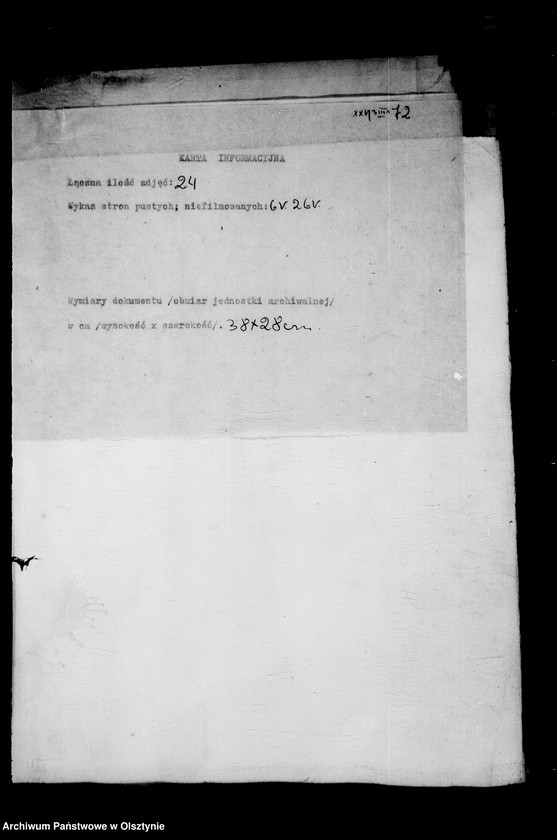 72
KARTA INFORMACYJNA
Łączna ilość zdjęć: 24
Wykaz stron pustych; niefilmowanych: 6v. 26v.
Wymiary dokumentu /obmiar jednostki archiwalnej/
w cm /wysokość x szerokość/. 38x28cm.
Archiwum Państwowe w Olsztynie